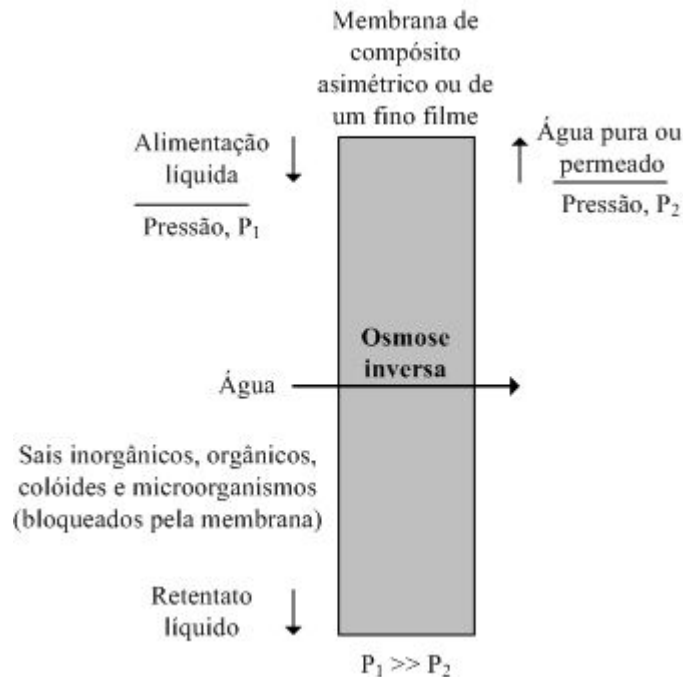 Membrana de
compósito
asimétrico ou de
um fino filme
Alimentação
líquida
Pressão, P₁
Água pura ou
permeado
Pressão, P₂
Osmose
inversa
Água
Sais inorgânicos, orgânicos,
colóides e microorganismos
(bloqueados pela membrana)
Retentato
líquido
P₁ >> P₂